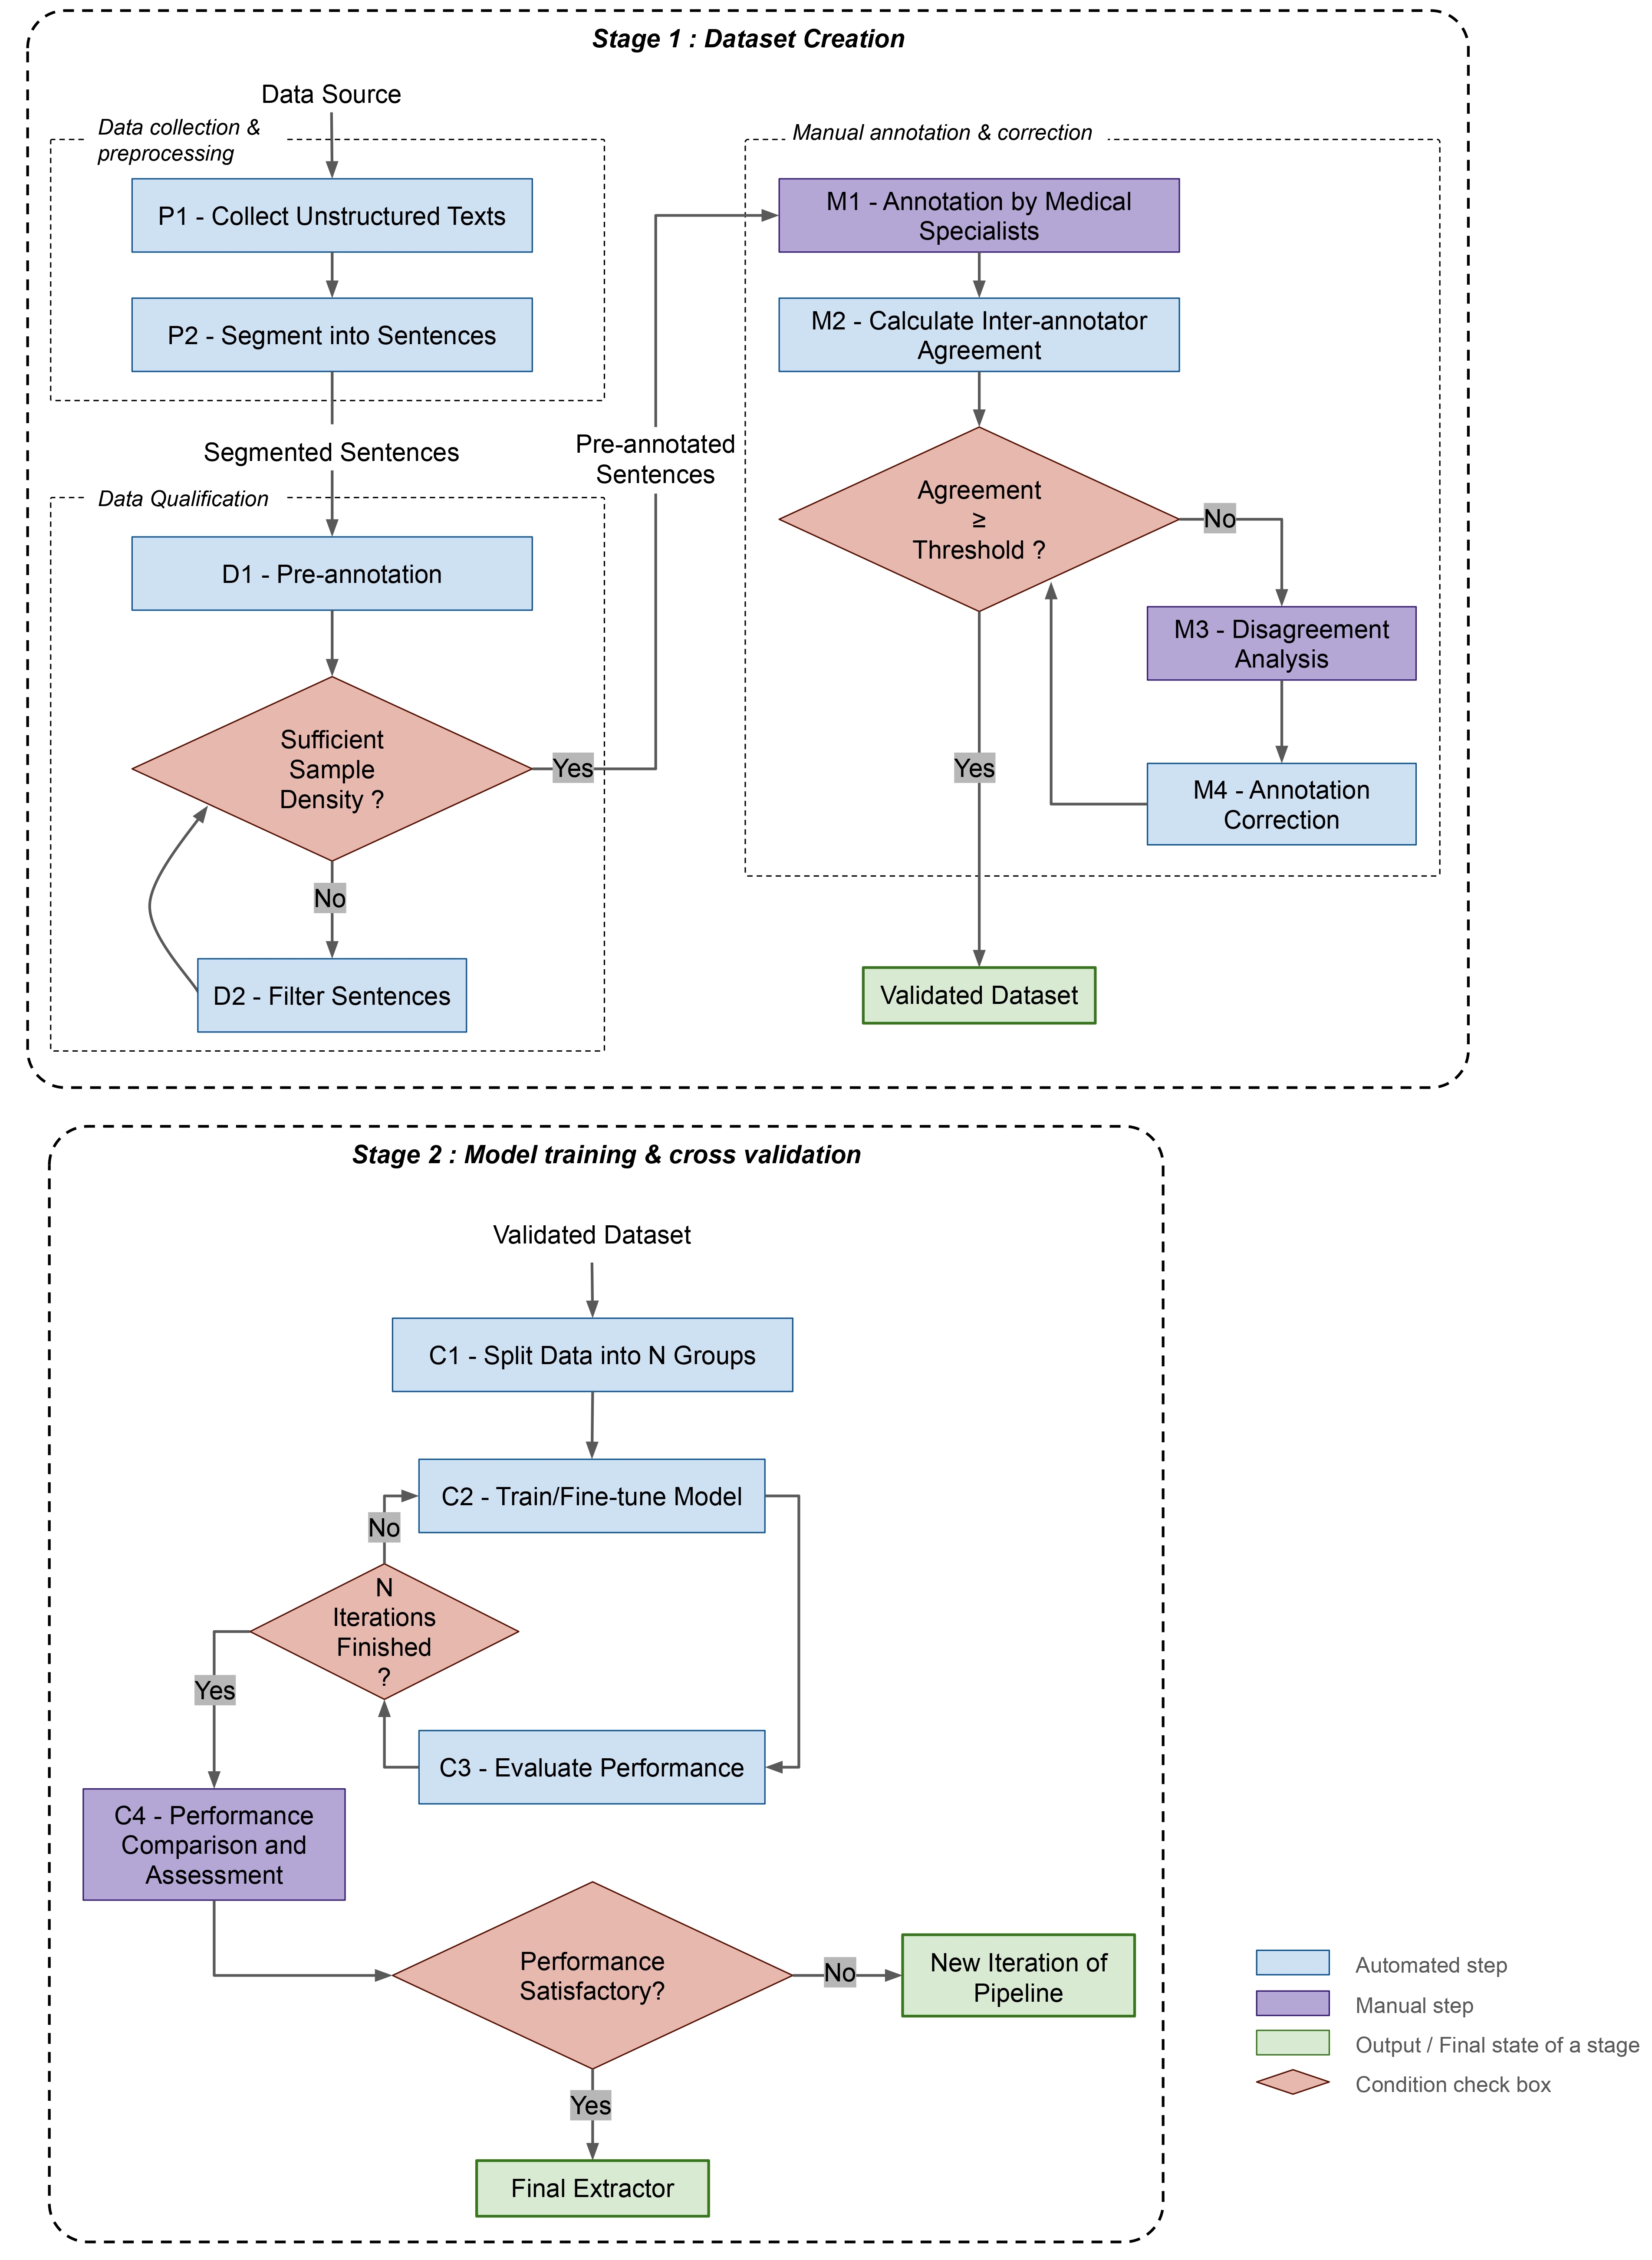 Stage 1 : Dataset Creation
Data Source
Data collection &
preprocessing
P1 - Collect Unstructured Texts
P2 - Segment into Sentences
Segmented Sentences
Data Qualification
D1 - Pre-annotation
Sufficient
Sample
Density ?
Yes
No
D2 - Filter Sentences
Pre-annotated
Sentences
Manual annotation & correction
M1 - Annotation by Medical
Specialists
M2 - Calculate Inter-annotator
Agreement
Agreement
≥
Threshold ?
No
M3 - Disagreement
Analysis
M4 - Annotation
Correction
Yes
Validated Dataset
Stage 2 : Model training & cross validation
Validated Dataset
C1 - Split Data into N Groups
C2 - Train/Fine-tune Model
No
N
Iterations
Finished
?
Yes
C3 - Evaluate Performance
C4 - Performance
Comparison and
Assessment
Performance
Satisfactory?
No
New Iteration of
Pipeline
Yes
Final Extractor
Automated step
Manual step
Output / Final state of a stage
Condition check box